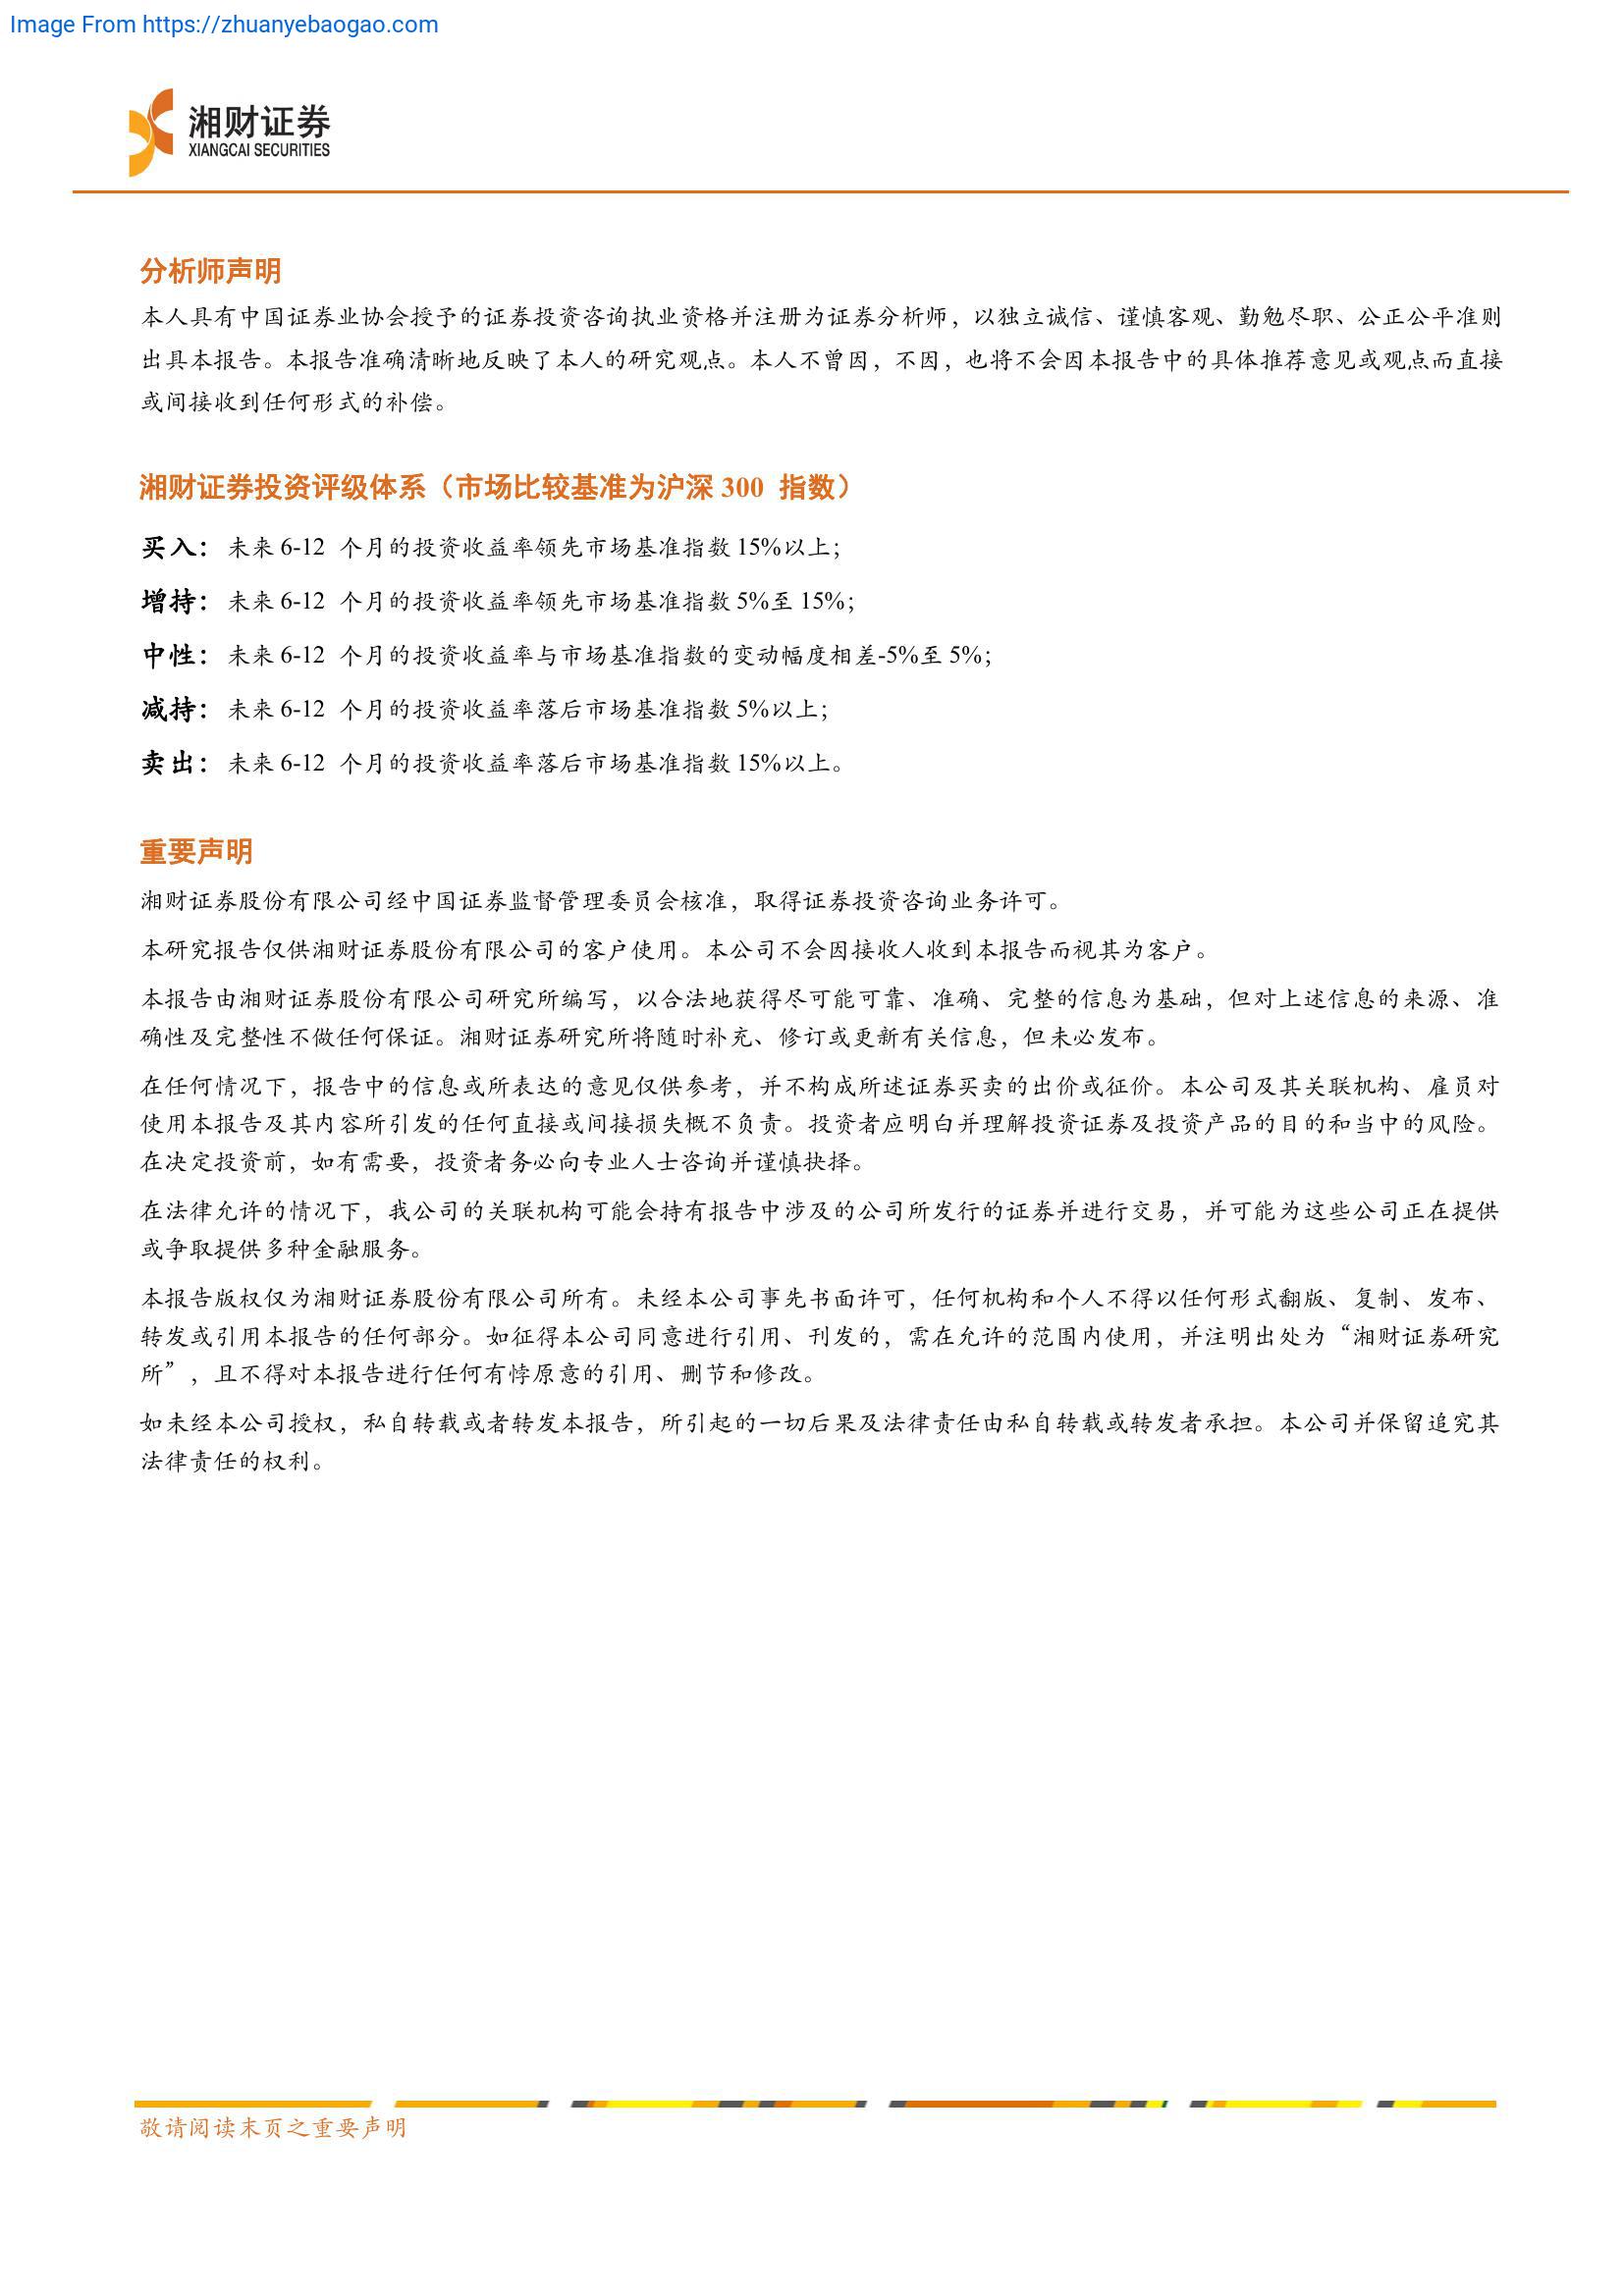 Image From https://zhuanyebaogao.com
湘财证券
XIANGCAI SECURITIES
分析师声明
本人具有中国证券业协会授予的证券投资咨询执业资格并注册为证券分析师，以独立诚信、谨慎客观、勤勉尽职、公正公平准则
出具本报告。本报告准确清晰地反映了本人的研究观点。本人不曾因，不因，也将不会因本报告中的具体推荐意见或观点而直接
或间接收到任何形式的补偿。
湘财证券投资评级体系（市场比较基准为沪深 300 指数）
买入：未来 6-12 个月的投资收益率领先市场基准指数 15%以上；
增持：未来 6-12 个月的投资收益率领先市场基准指数 5%至 15%；
中性：未来 6-12 个月的投资收益率与市场基准指数的变动幅度相差-5%至 5%；
减持：未来 6-12 个月的投资收益率落后市场基准指数 5%以上；
卖出：未来 6-12 个月的投资收益率落后市场基准指数 15%以上。
重要声明
湘财证券股份有限公司经中国证券监督管理委员会核准，取得证券投资咨询业务许可。
本研究报告仅供湘财证券股份有限公司的客户使用。本公司不会因接收人收到本报告而视其为客户。
本报告由湘财证券股份有限公司研究所编写，以合法地获得尽可能可靠、准确、完整的信息为基础，但对上述信息的来源、准
确性及完整性不做任何保证。湘财证券研究所将随时补充、修订或更新有关信息，但未必发布。
在任何情况下，报告中的信息或所表达的意见仅供参考，并不构成所述证券买卖的出价或征价。本公司及其关联机构、雇员对
使用本报告及其内容所引发的任何直接或间接损失概不负责。投资者应明白并理解投资证券及投资产品的目的和当中的风险。
在决定投资前，如有需要，投资者务必向专业人士咨询并谨慎抉择。
在法律允许的情况下，我公司的关联机构可能会持有报告中涉及的公司所发行的证券并进行交易，并可能为这些公司正在提供
或争取提供多种金融服务。
本报告版权仅为湘财证券股份有限公司所有。未经本公司事先书面许可，任何机构和个人不得以任何形式翻版、复制、发布、
转发或引用本报告的任何部分。如征得本公司同意进行引用、刊发的，需在允许的范围内使用，并注明出处为“湘财证券研究
所”，且不得对本报告进行任何有悖原意的引用、删节和修改。
如未经本公司授权，私自转载或者转发本报告，所引起的一切后果及法律责任由私自转载或转发者承担。本公司并保留追究其
法律责任的权利。
敬请阅读末页之重要声明